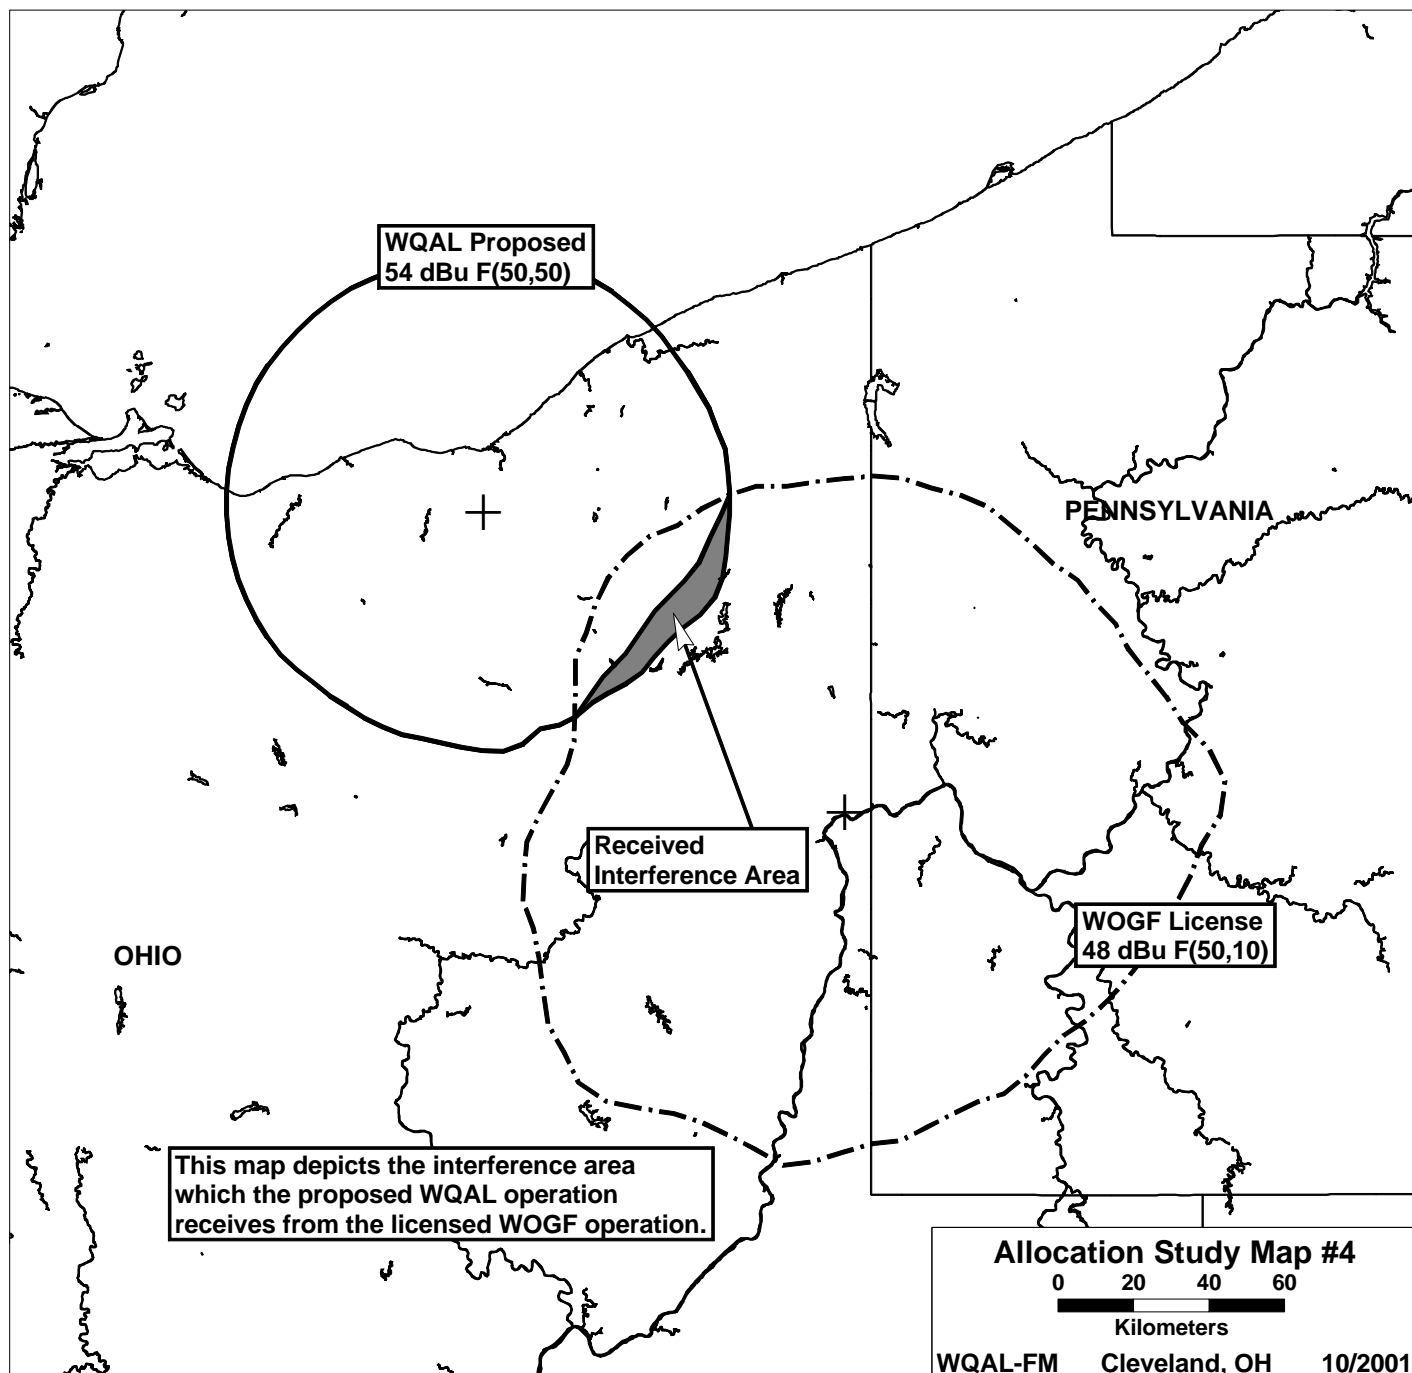 WQAL Proposed
54 dBu F(50,50)
PENNSYLVANIA
Received
Interference Area
WOGF License
48 dBu F(50,10)
OHIO
This map depicts the interference area
which the proposed WQAL operation
receives from the licensed WOGF operation.
Allocation Study Map #4
0 20 40 60
Kilometers
WQAL-FM Cleveland, OH 10/2001